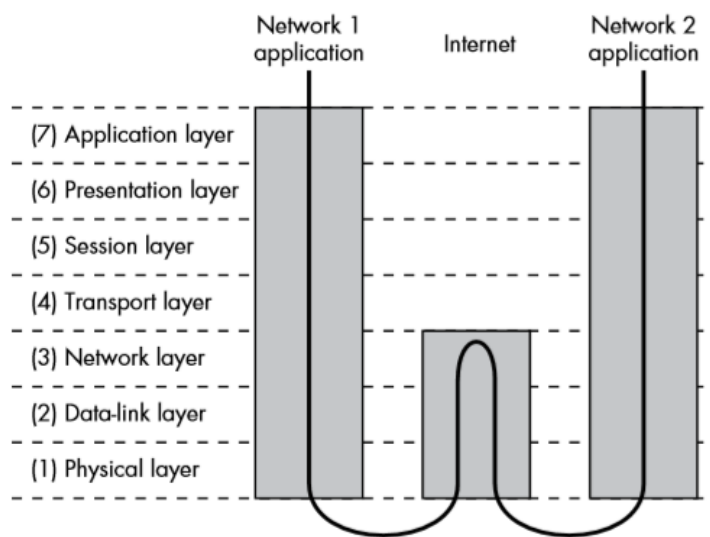 Network 1
application
Internet
Network 2
application
(7) Application layer
(6) Presentation layer
(5) Session layer
(4) Transport layer
(3) Network layer
(2) Data-link layer
(1) Physical layer